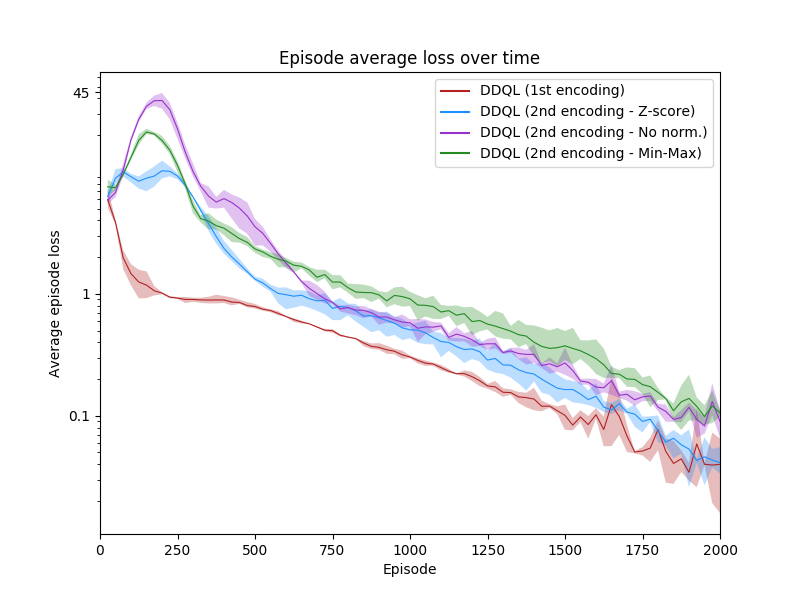 Episode average loss over time
DDQL (1st encoding)
DDQL (2nd encoding - Z-score)
DDQL (2nd encoding - No norm.)
DDQL (2nd encoding - Min-Max)
Average episode loss
45
1
0.1
0 250 500 750 1000 1250 1500 1750 2000
Episode